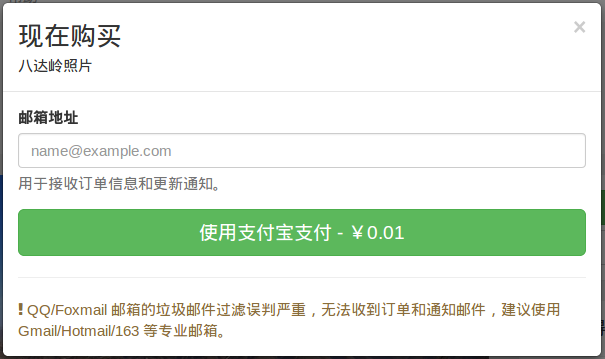 现在购买
×
八达岭照片
邮箱地址
name@example.com
用于接收订单信息和更新通知。
使用支付宝支付 - ￥0.01
! QQ/Foxmail 邮箱的垃圾邮件过滤误判严重，无法收到订单和通知邮件，建议使用
Gmail/Hotmail/163 等专业邮箱。